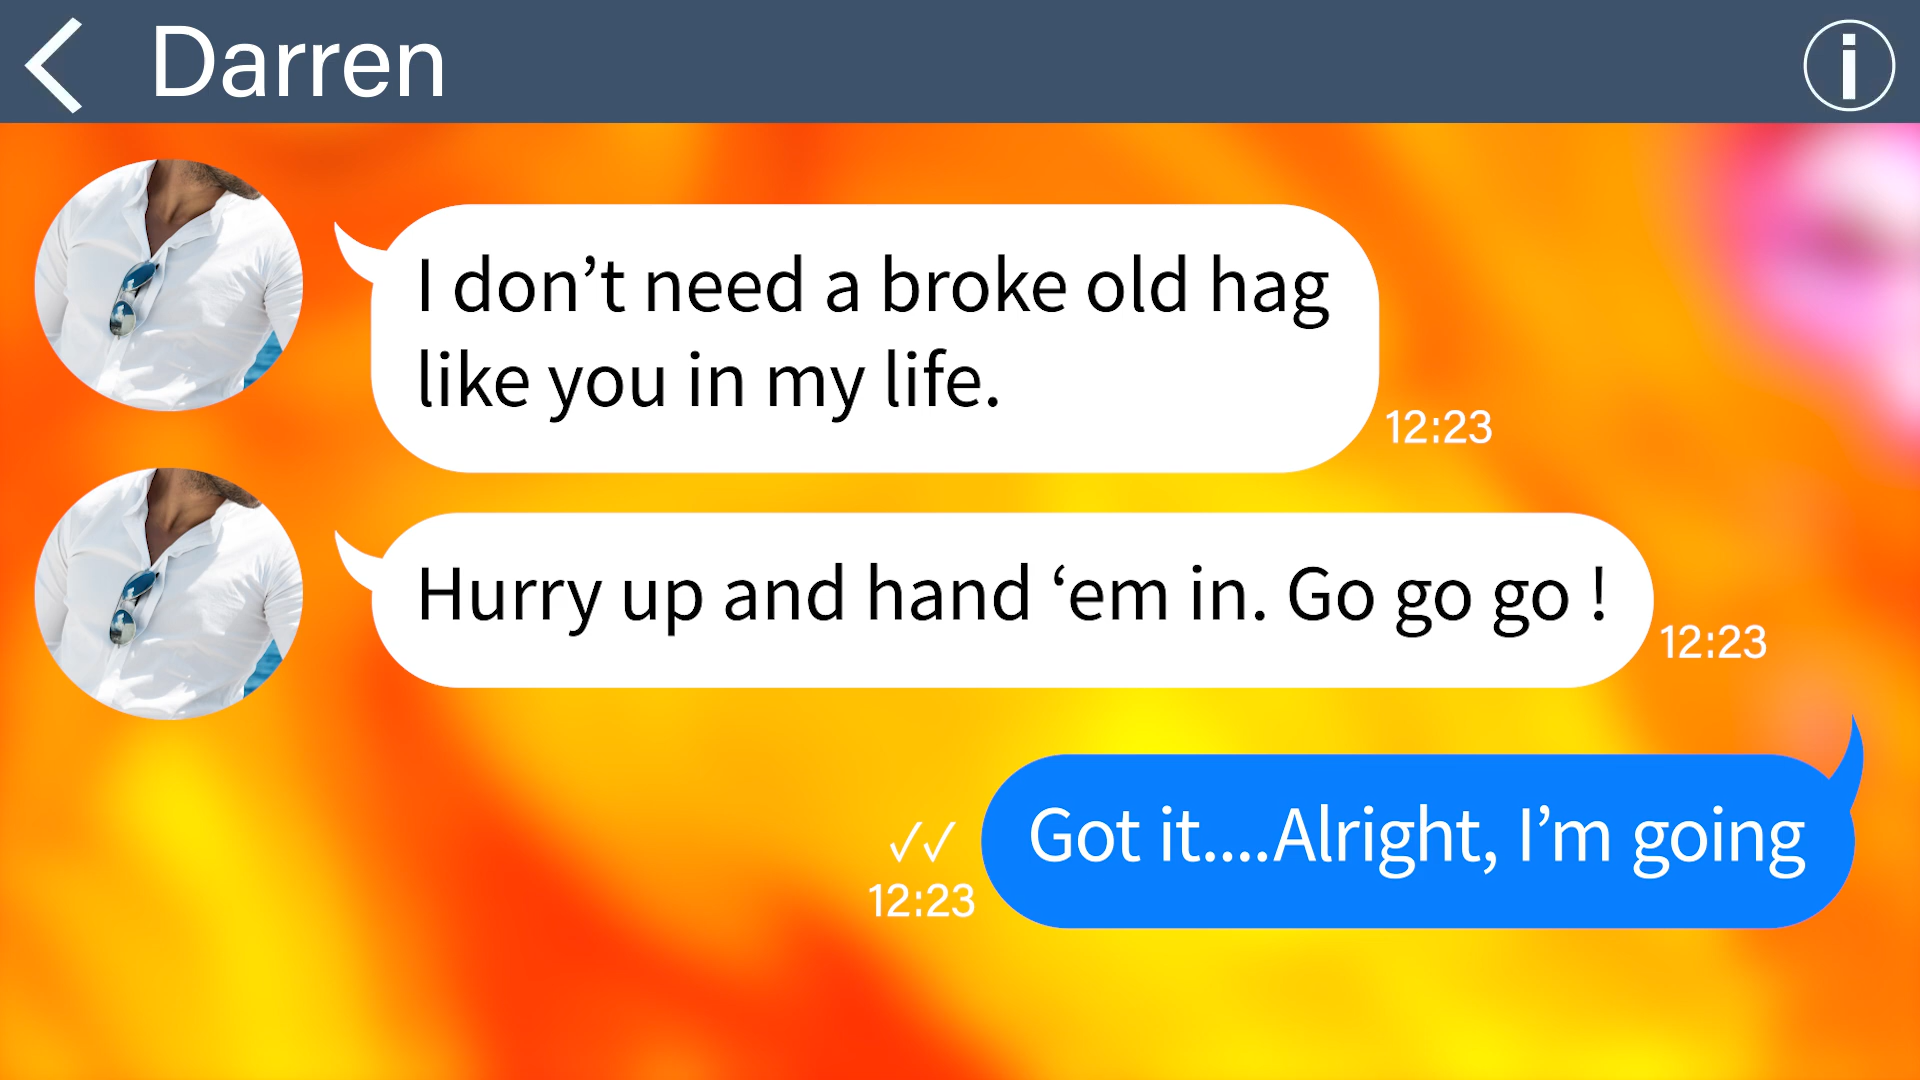 Darren
I don’t need a broke old hag
like you in my life.
12:23
Hurry up and hand ‘em in. Go go go !
12:23
Got it....Alright, I’m going
✓✓
12:23